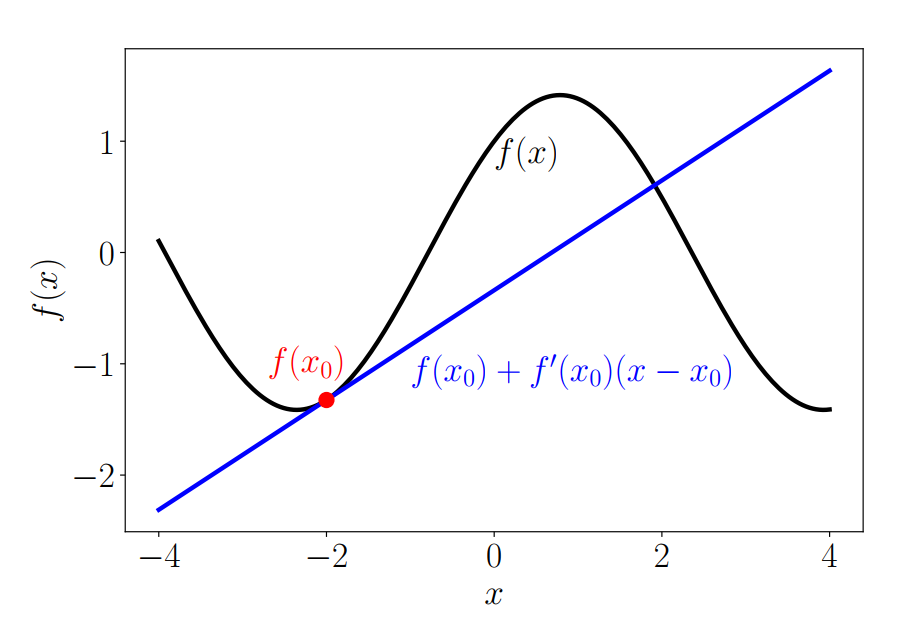 f(x)
1
0
−1
−2
f(x)
f(x₀)
f(x₀) + f′(x₀)(x − x₀)
−4
−2
0
2
4
x